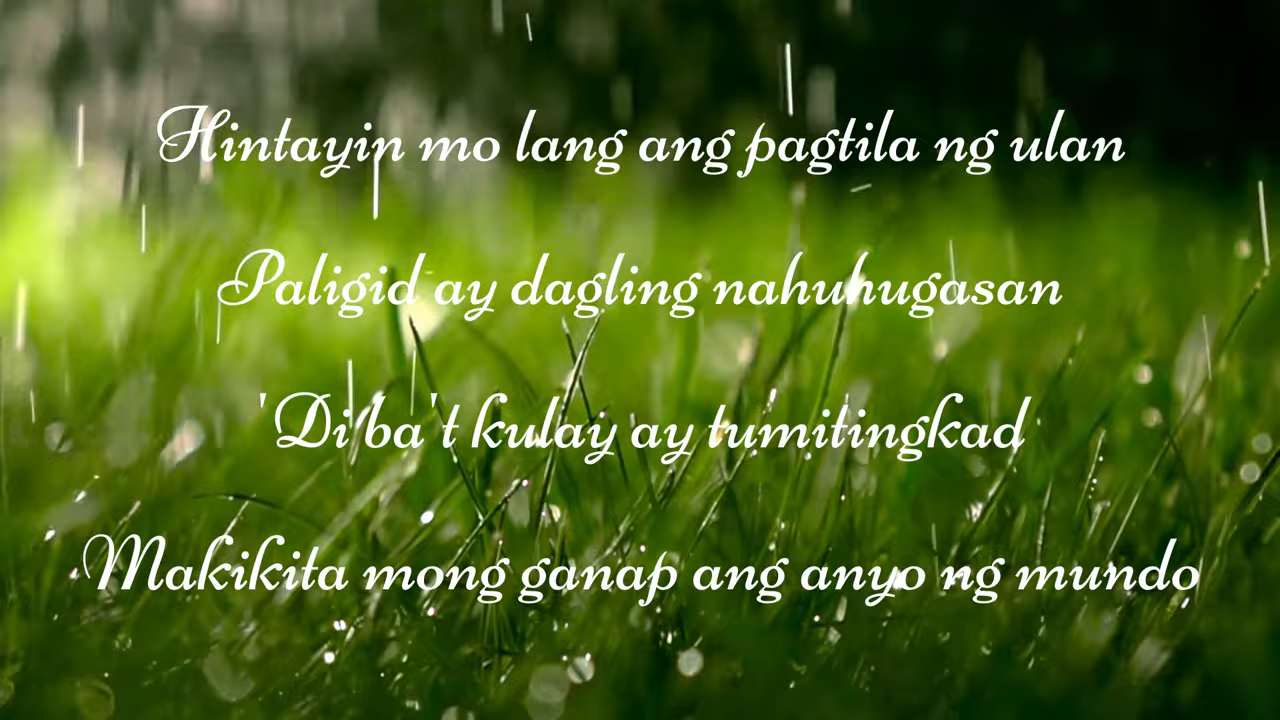 Hintayin mo lang ang pagtila ng ulan
Paligid ay dagling nahuhugasan
'Di ba't kulay ay tumitingkad
Makikita mong ganap ang anyo ng mundo